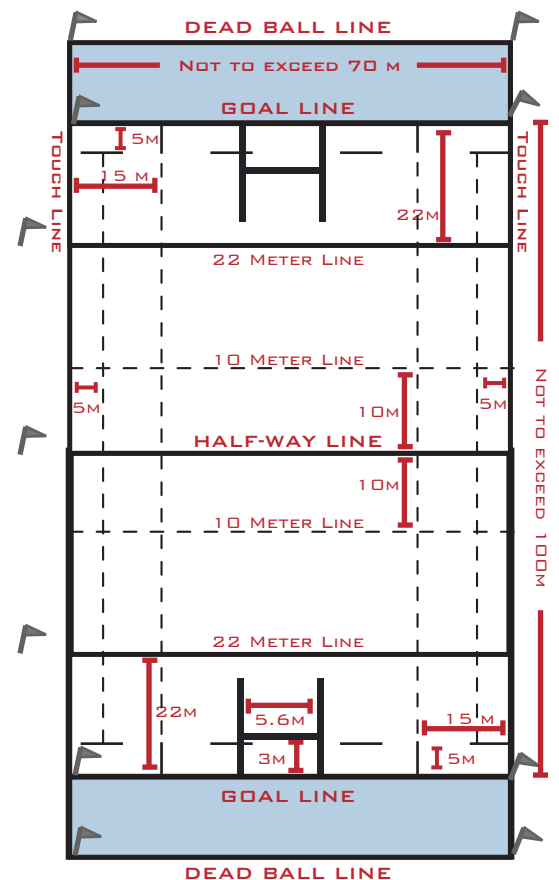 DEAD BALL LINE
NOT TO EXCEED 70 M
GOAL LINE
TOUCH LINE
TOUCH LINE
5M
15 M
22M
22 METER LINE
10 METER LINE
5M
5M
10M
HALF-WAY LINE
NOT TO EXCEED 100M
10M
10 METER LINE
22 METER LINE
22M
5.6M
15 M
3M
5M
GOAL LINE
DEAD BALL LINE